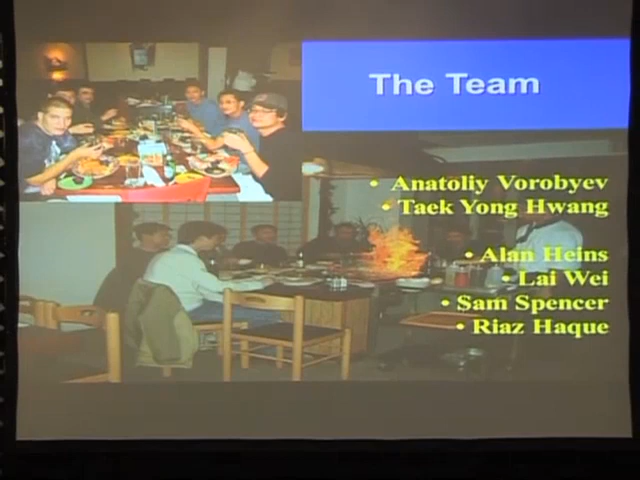 The Team
• Anatoliy Vorobyev
• Taek Yong Hwang
• Alan Heins
• Lai Wei
• Sam Spencer
• Riaz Haque